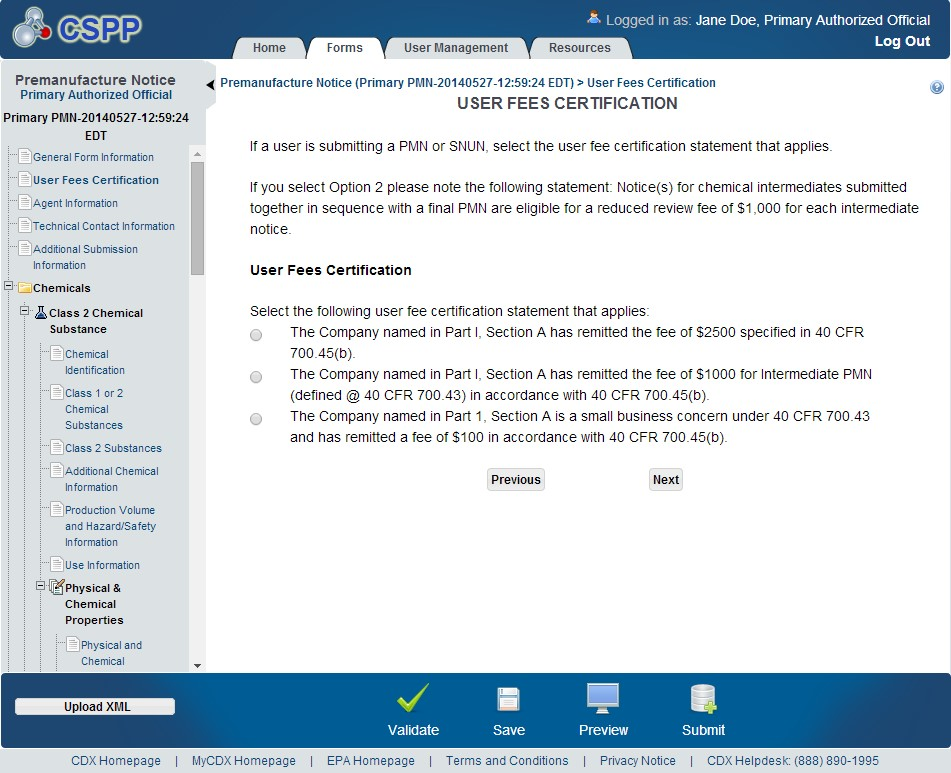 CSPP
Logged in as: Jane Doe, Primary Authorized Official
Log Out
Home
Forms
User Management
Resources
Premanufacture Notice
Primary Authorized Official
Primary PMN-20140527-12:59:24
EDT
General Form Information
User Fees Certification
Agent Information
Technical Contact Information
Additional Submission
Information
Chemicals
Class 2 Chemical
Substance
Chemical
Identification
Class 1 or 2
Chemical
Substances
Class 2 Substances
Additional Chemical
Information
Production Volume
and Hazard/Safety
Information
Use Information
Physical &
Chemical
Properties
Physical and
Chemical
Premanufacture Notice (Primary PMN-20140527-12:59:24 EDT) > User Fees Certification
USER FEES CERTIFICATION
If a user is submitting a PMN or SNUN, select the user fee certification statement that applies.
If you select Option 2 please note the following statement: Notice(s) for chemical intermediates submitted
together in sequence with a final PMN are eligible for a reduced review fee of $1,000 for each intermediate
notice.
User Fees Certification
Select the following user fee certification statement that applies:
The Company named in Part I, Section A has remitted the fee of $2500 specified in 40 CFR
700.45(b).
The Company named in Part I, Section A has remitted the fee of $1000 for Intermediate PMN
(defined @ 40 CFR 700.43) in accordance with 40 CFR 700.45(b).
The Company named in Part 1, Section A is a small business concern under 40 CFR 700.43
and has remitted a fee of $100 in accordance with 40 CFR 700.45(b).
Previous
Next
Upload XML
Validate
Save
Preview
Submit
CDX Homepage | MyCDX Homepage | EPA Homepage | Terms and Conditions | Privacy Notice | CDX Helpdesk: (888) 890-1995